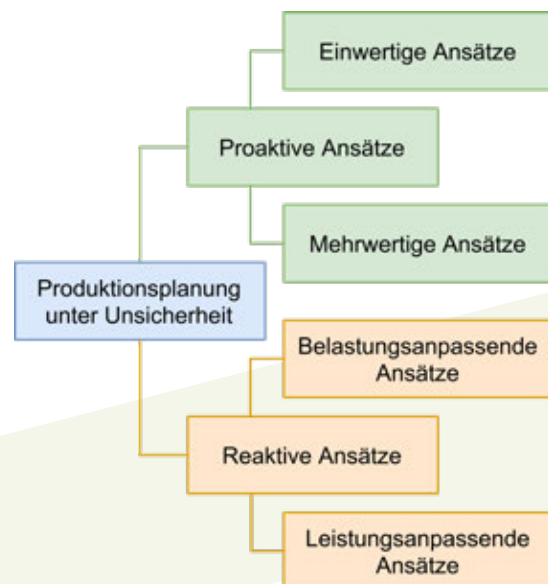 Einwertige Ansätze
Proaktive Ansätze
Mehrwertige Ansätze
Produktionsplanung
unter Unsicherheit
Belastungsanpassende
Ansätze
Reaktive Ansätze
Leistungsanpassende
Ansätze